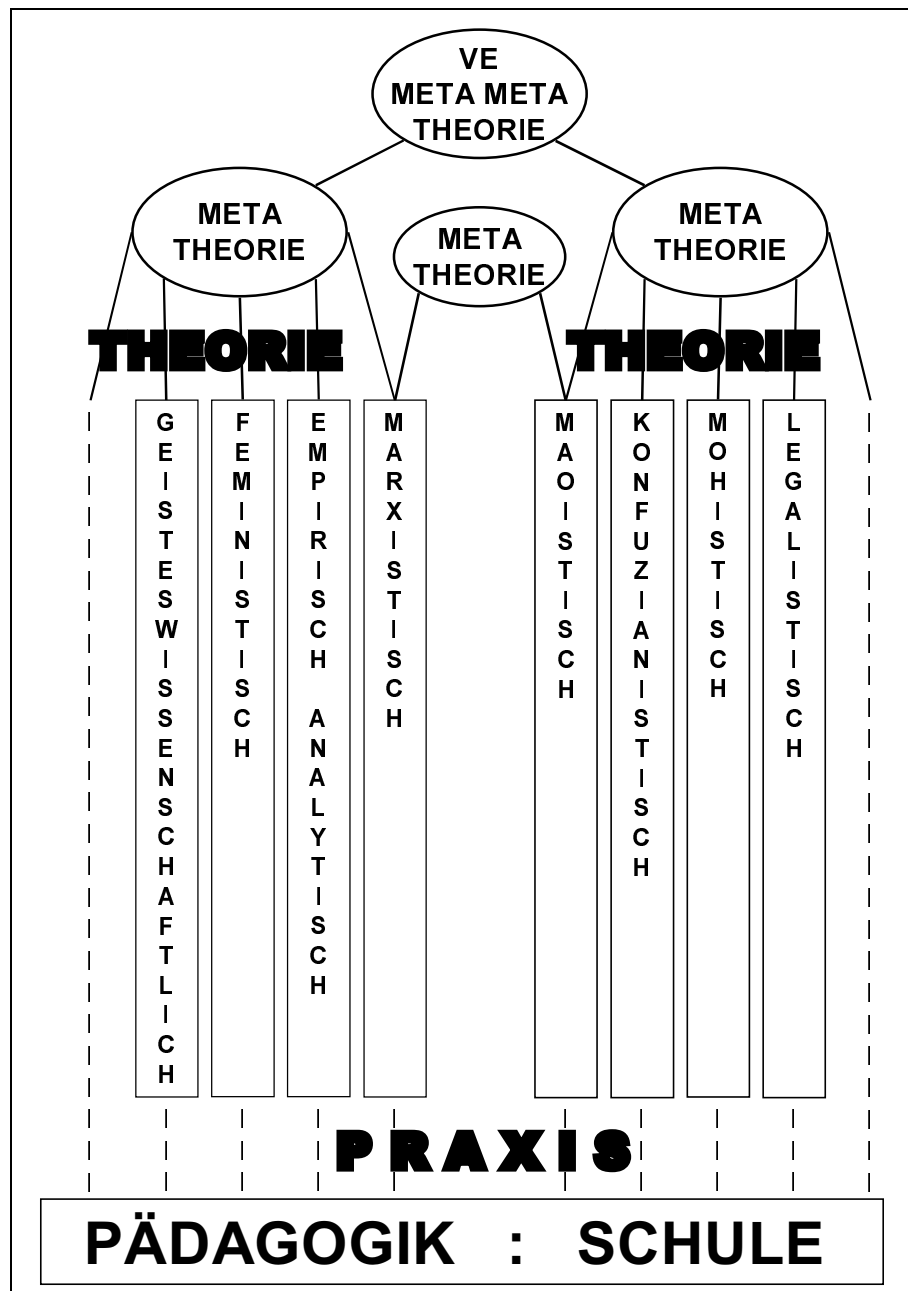 VE
META META
THEORIE
META
THEORIE
META
THEORIE
META
THEORIE
THEORIE
THEORIE
GEISTESWISSENSCHAFTLICH
FEMINISTISCH
EMPIRISCH ANALYTISCH
MARXISTISCH
MAOISTISCH
KONFUZIANISTISCH
MOHISTISCH
LEGALISTISCH
PRAXIS
PÄDAGOGIK : SCHULE